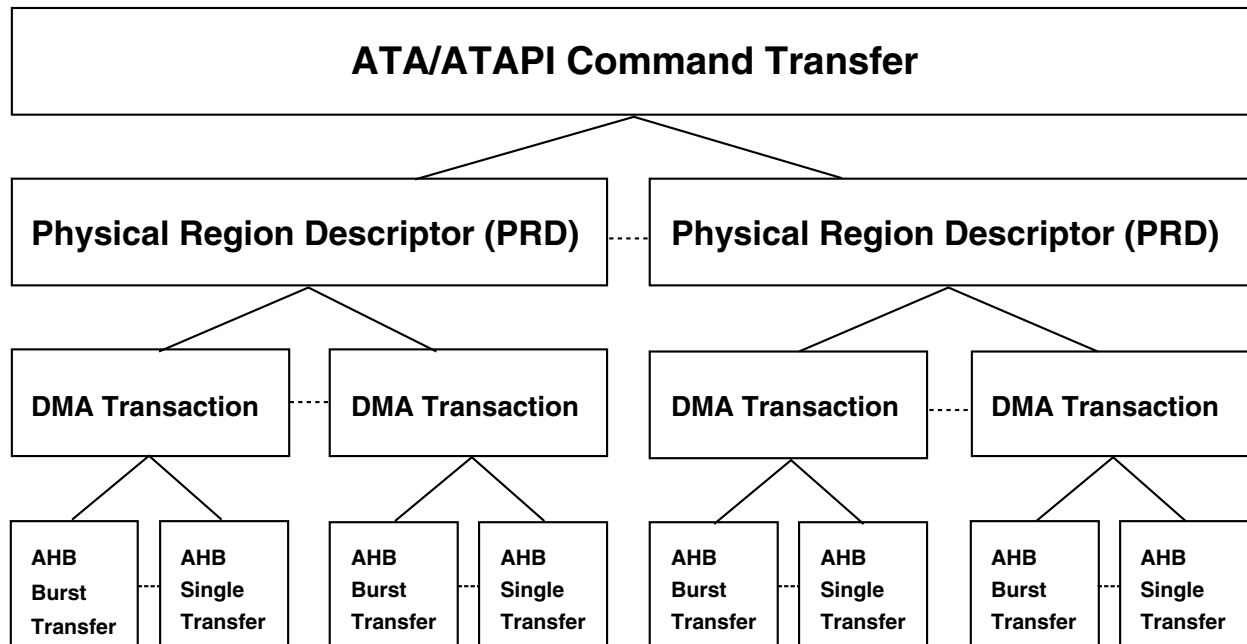 ATA/ATAPI Command Transfer
Physical Region Descriptor (PRD)
Physical Region Descriptor (PRD)
DMA Transaction
DMA Transaction
DMA Transaction
DMA Transaction
AHB
Burst
Transfer
AHB
Single
Transfer
AHB
Burst
Transfer
AHB
Single
Transfer
AHB
Burst
Transfer
AHB
Single
Transfer
AHB
Burst
Transfer
AHB
Single
Transfer